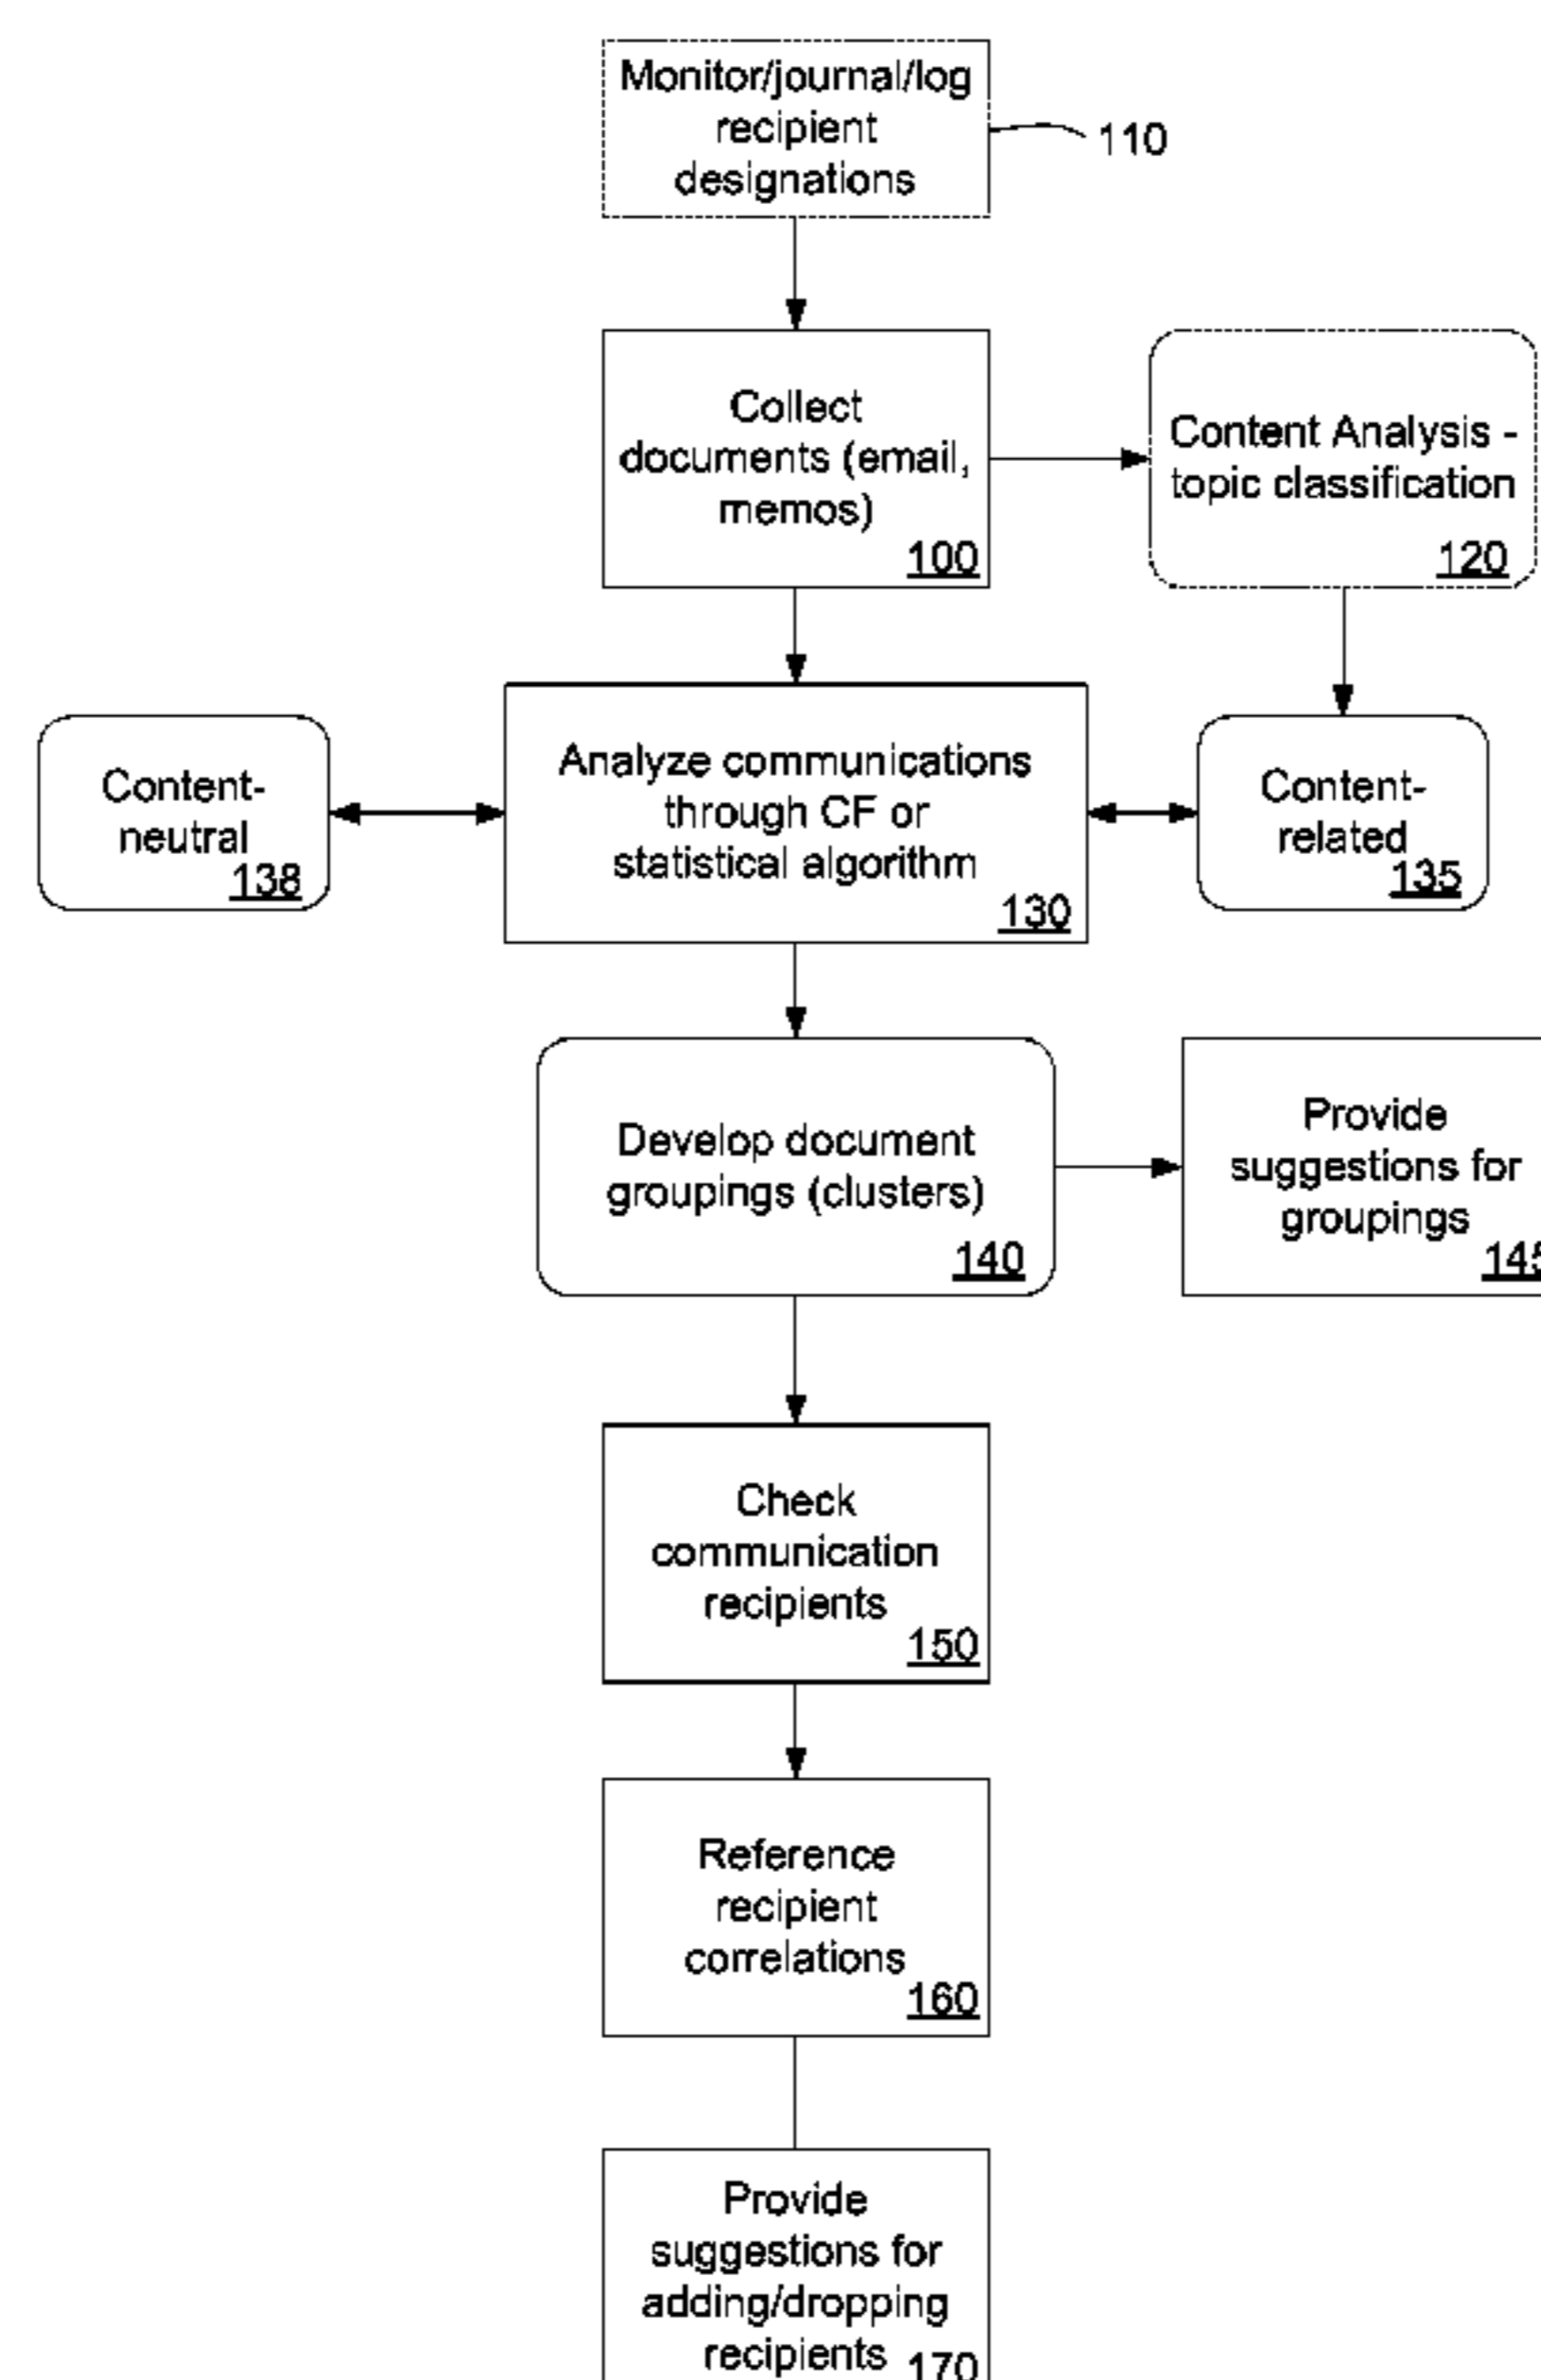 Monitor/journal/log
recipient
designations
110
Collect
documents (email,
memos)
100
Content Analysis -
topic classification
120
Content-
neutral
138
Analyze communications
through CF or
statistical algorithm
130
Content-
related
135
Develop document
groupings (clusters)
140
Provide
suggestions for
groupings
145
Check
communication
recipients
150
Reference
recipient
correlations
160
Provide
suggestions for
adding/dropping
recipients
170